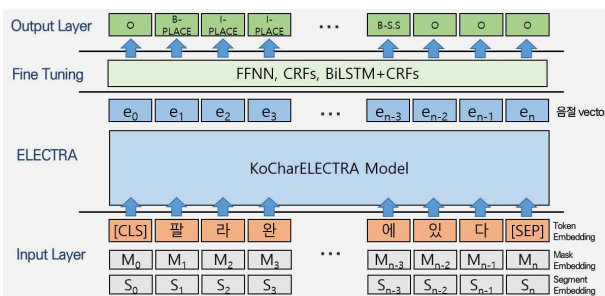 Output Layer O B-PLACE I-PLACE I-PLACE ... B-S.S O O O
Fine Tuning FFNN, CRFs, BiLSTM+CRFs
e0 e1 e2 e3 ... en-3 en-2 en-1 en 음절 vecto
ELECTRA KoCharELECTRA Model
[CLS] 팔 라 완 에 있 다 [SEP] Token Embedding
Input Layer M0 M1 M2 M3 ... Mn-3 Mn-2 Mn-1 Mn Mask Embedding
S0 S1 S2 S3 Sn-3 Sn-2 Sn-1 Sn Segment Embedding